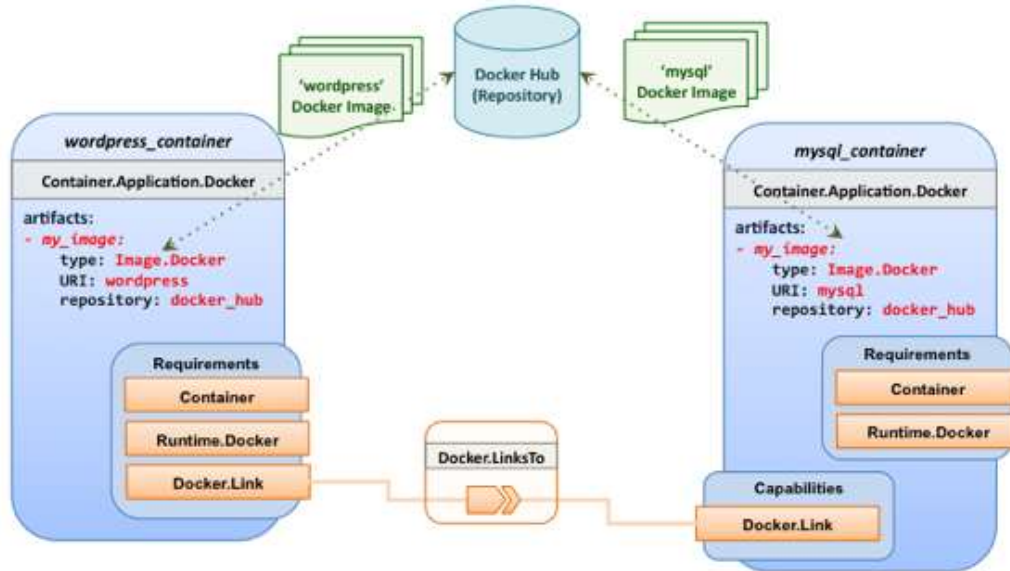 'wordpress'
Docker Image
Docker Hub
(Repository)
'mysql'
Docker Image
wordpress_container
Container.Application.Docker
artifacts:
- my_image:
type: Image.Docker
URI: wordpress
repository: docker_hub
Requirements
Container
Runtime.Docker
Docker.Link
Docker.LinksTo
mysql_container
Container.Application.Docker
artifacts:
- my_image:
type: Image.Docker
URI: mysql
repository: docker_hub
Requirements
Container
Runtime.Docker
Capabilities
Docker.Link